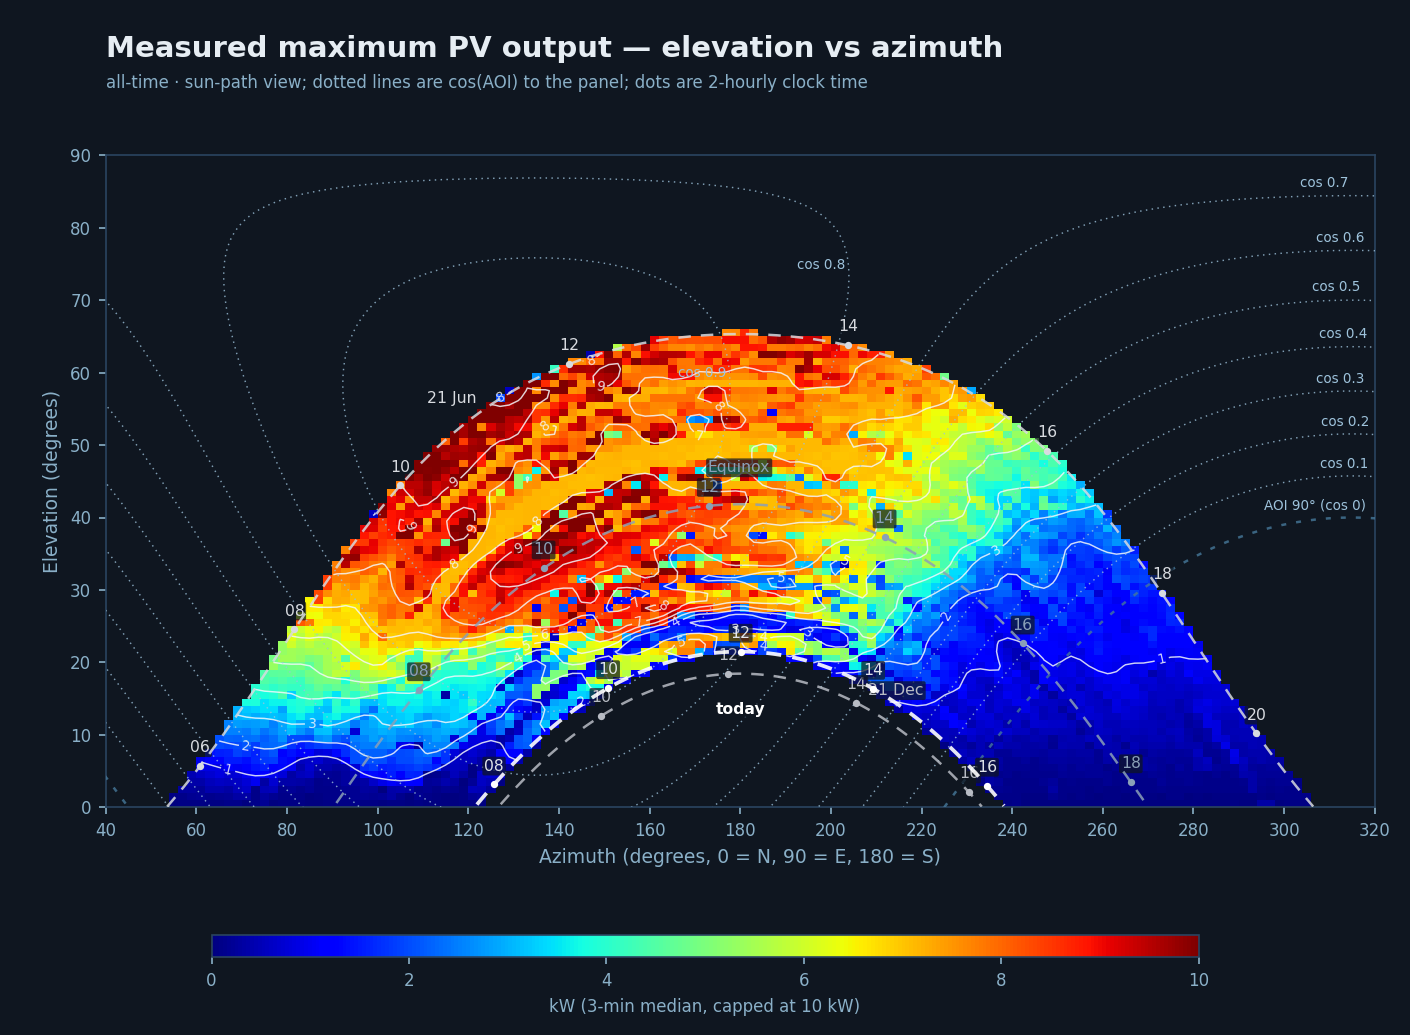 Measured maximum PV output — elevation vs azimuth
all-time · sun-path view; dotted lines are cos(AOI) to the panel; dots are 2-hourly clock time
90
80
70
60
50
40
30
20
10
0
Elevation (degrees)
cos 0.7
cos 0.6
cos 0.8
cos 0.5
cos 0.4
cos 0.3
cos 0.2
cos 0.1
AOI 90° (cos 0)
cos 0.9
14
12
21 Jun
16
10
Equinox
12
14
10
18
08
16
12
12
08
10
14
10
14
21 Dec
today
20
06
08
16
16
18
40 60 80 100 120 140 160 180 200 220 240 260 280 300 320
Azimuth (degrees, 0 = N, 90 = E, 180 = S)
0 2 4 6 8 10
kW (3-min median, capped at 10 kW)